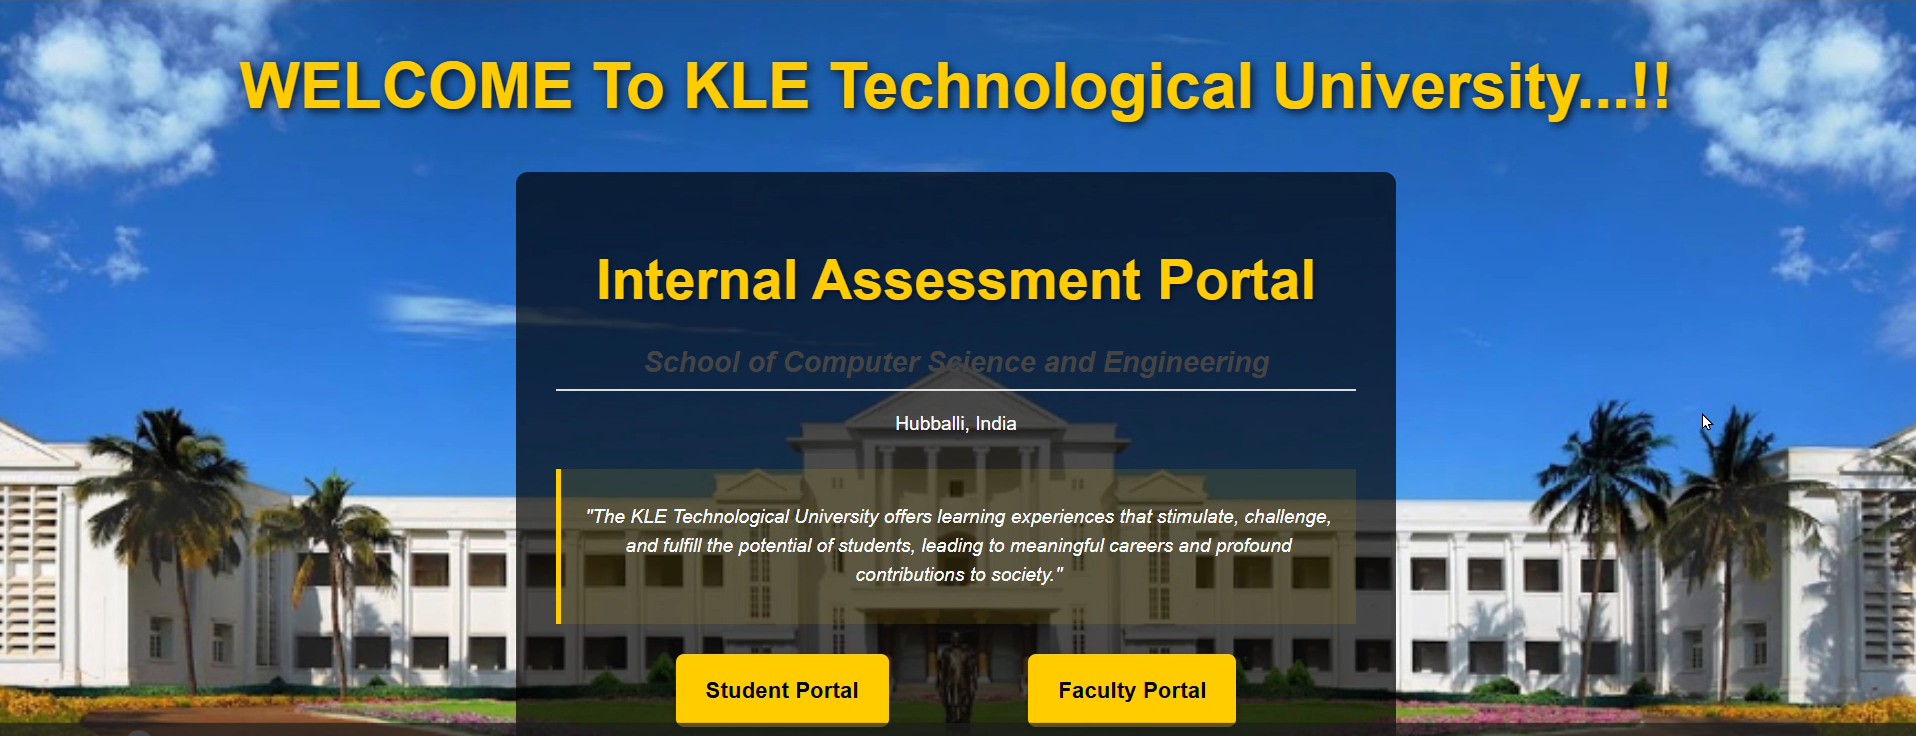 WELCOME To KLE Technological University...!!
Internal Assessment Portal
School of Computer Science and Engineering
Hubballi, India
"The KLE Technological University offers learning experiences that stimulate, challenge,
and fulfill the potential of students, leading to meaningful careers and profound
contributions to society."
Student Portal
Faculty Portal